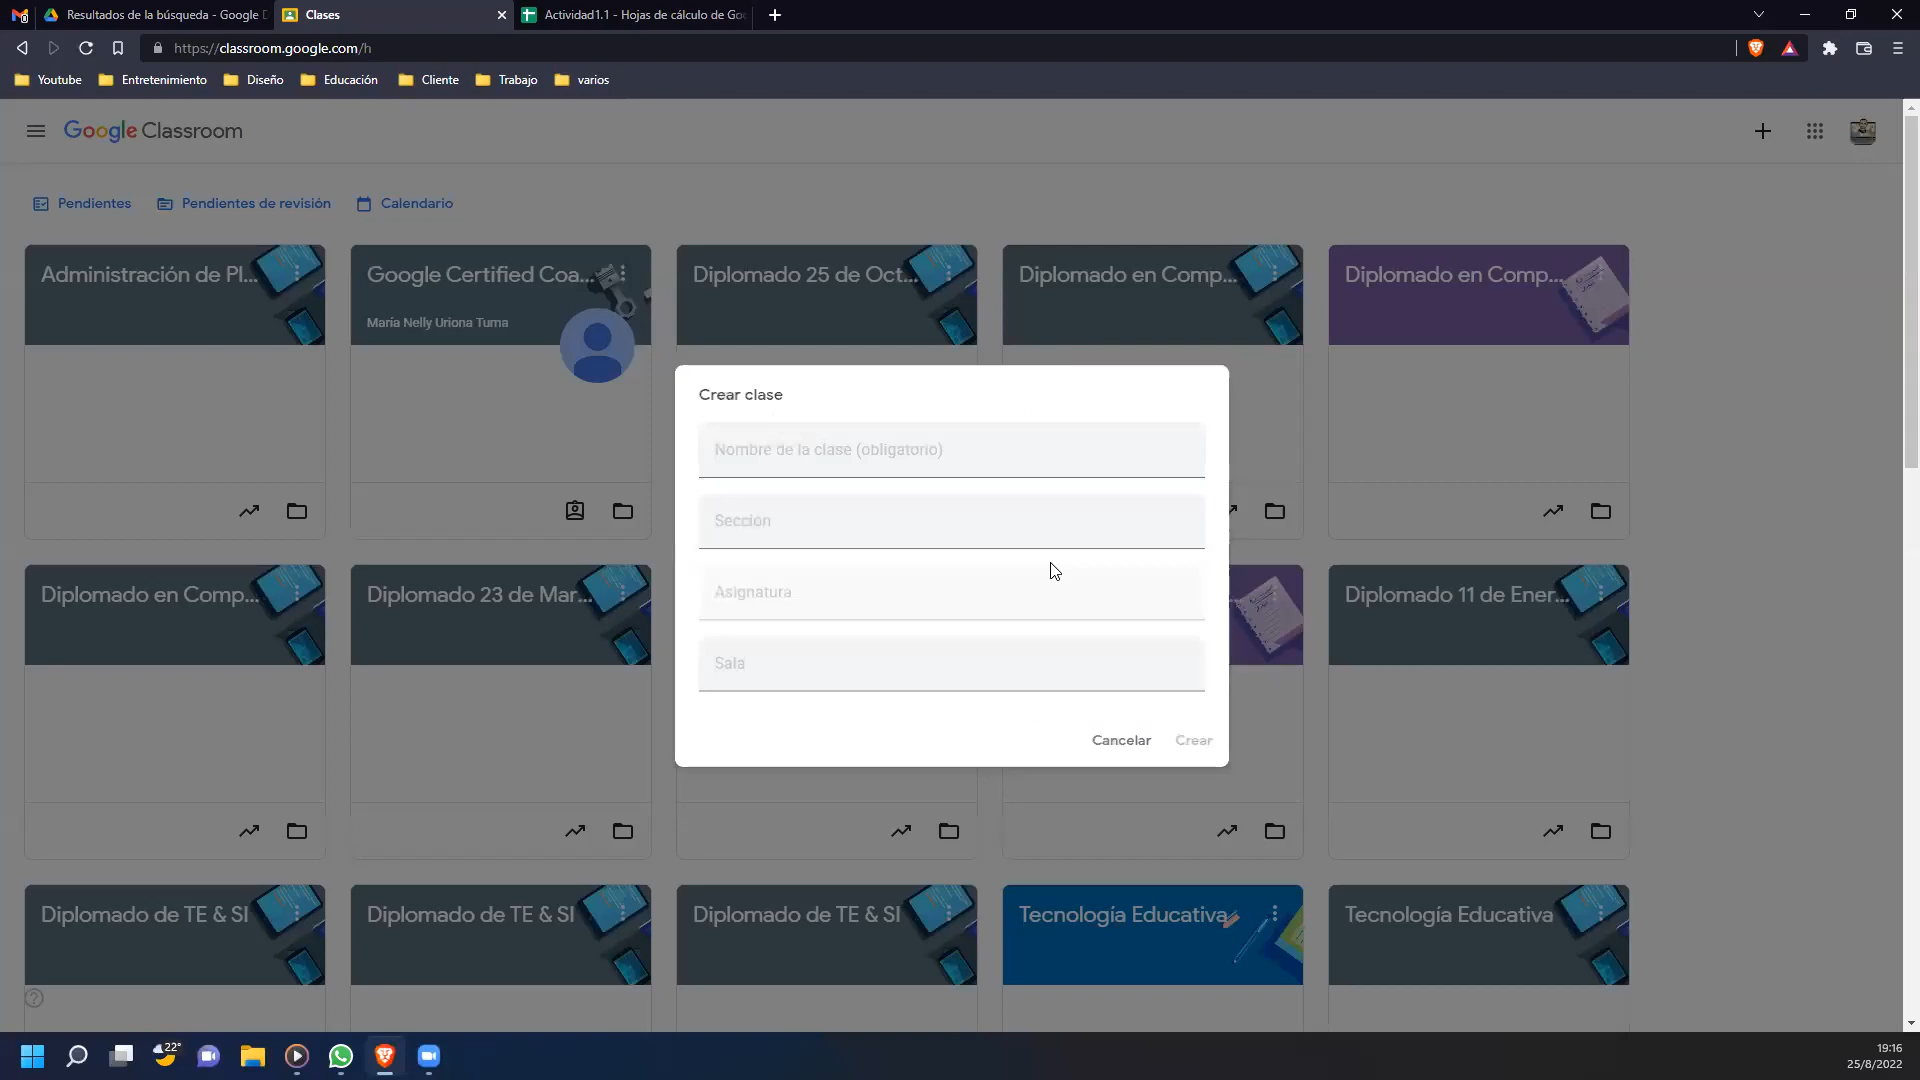 Resultados de la búsqueda - Google D
Clases
Actividad1.1 - Hojas de cálculo de Goo
https://classroom.google.com/h
Youtube
Entretenimiento
Diseño
Educación
Cliente
Trabajo
varios
Google Classroom
Pendientes
Pendientes de revisión
Calendario
Administración de Pl...
Google Certified Coa...
María Nelly Uriona Tuma
Diplomado 25 de Oct...
Diplomado en Comp...
Diplomado en Comp...
Crear clase
Nombre de la clase (obligatorio)
Sección
Asignatura
Sala
Cancelar
Crear
Diplomado en Comp...
Diplomado 23 de Mar...
Diplomado 11 de Ener...
Diplomado de TE & SI
Diplomado de TE & SI
Diplomado de TE & SI
Tecnología Educativa
Tecnología Educativa
22°
19:16
25/8/2022